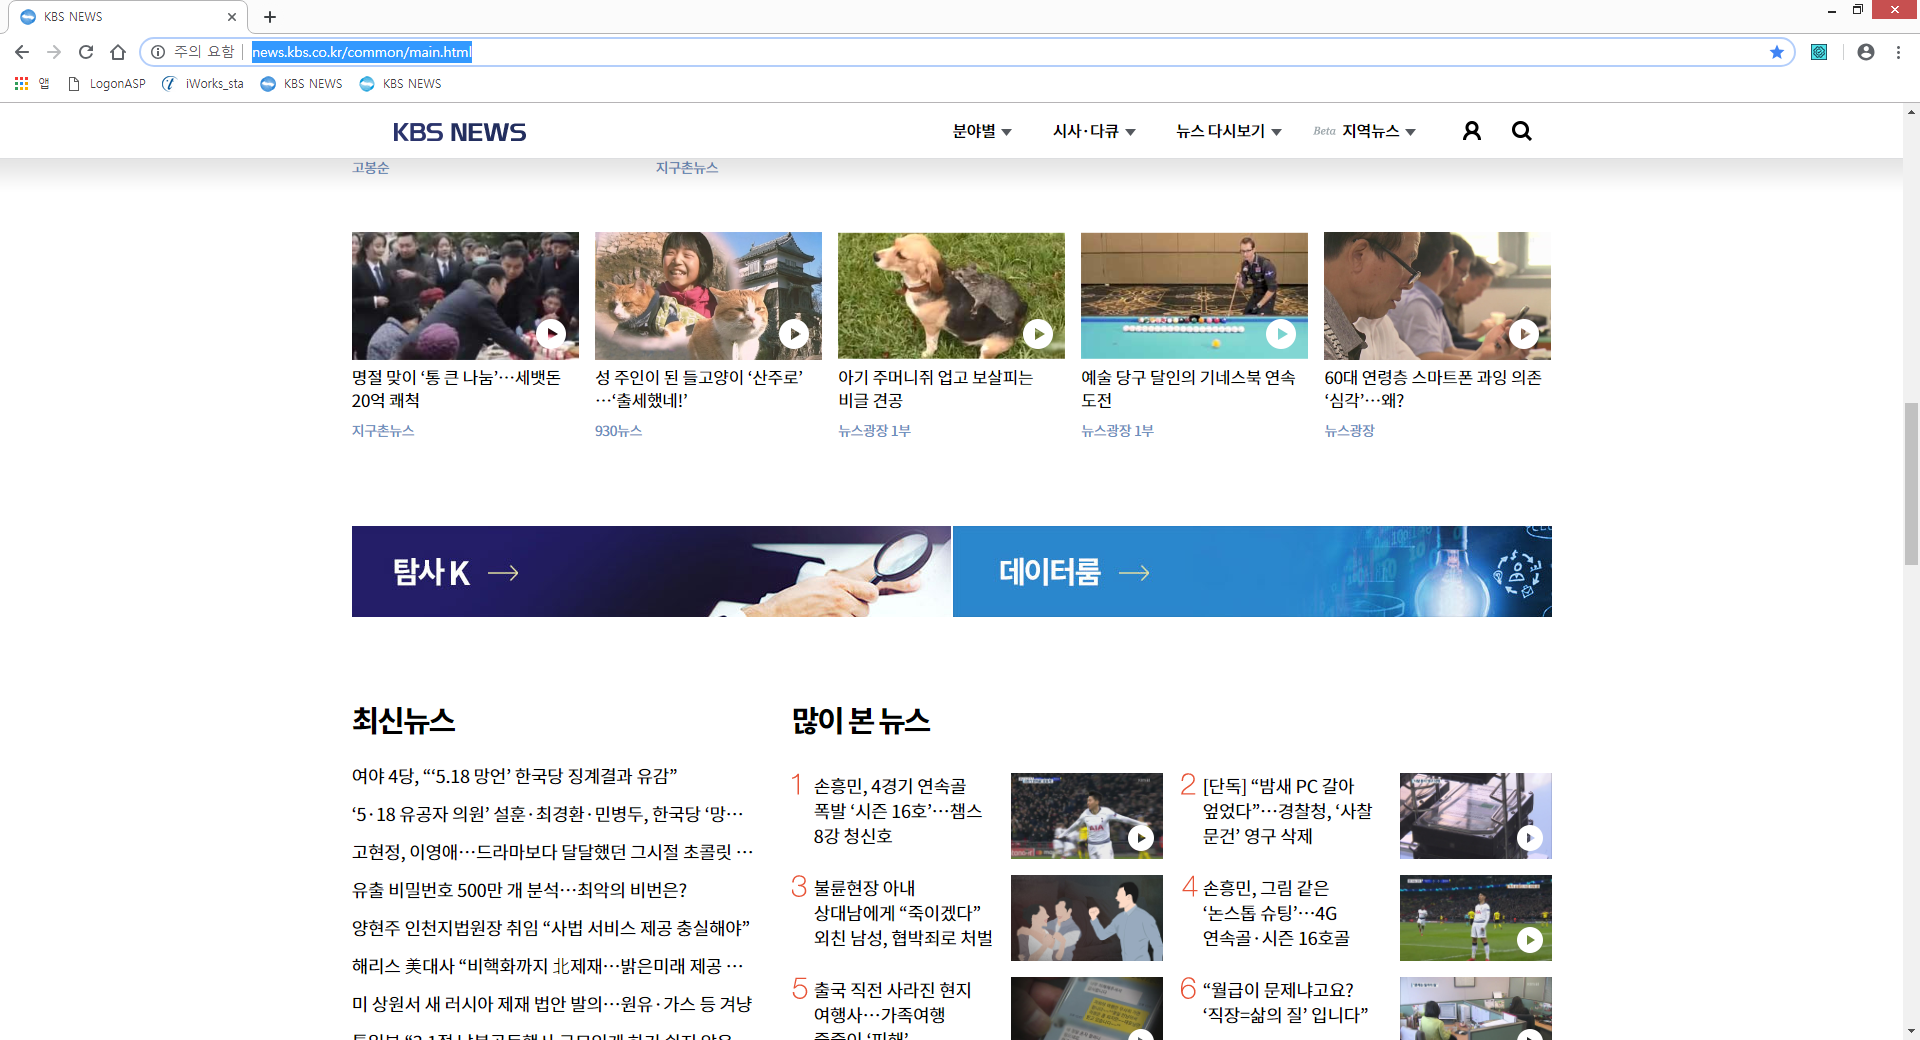 KBS NEWS
주의 요함
news.kbs.co.kr/common/main.html
앱
LogonASP
iWorks_sta
KBS NEWS
KBS NEWS
KBS NEWS
분야별
시사·다큐
뉴스 다시보기
Beta 지역뉴스
고봉순
지구촌뉴스
명절 맞이 ‘통 큰 나눔’…세뱃돈
20억 쾌척
지구촌뉴스
성 주인이 된 들고양이 ‘산주로’
…‘출세했네!’
930뉴스
아기 주머니쥐 업고 보살피는
비글 견공
뉴스광장 1부
예술 당구 달인의 기네스북 연속
도전
뉴스광장 1부
60대 연령층 스마트폰 과잉 의존
‘심각’…왜?
뉴스광장
탐사 K
데이터룸
최신뉴스
여야 4당, “‘5.18 망언’ 한국당 징계결과 유감”
‘5·18 유공자 의원’ 설훈·최경환·민병두, 한국당 ‘망…
고현정, 이영애…드라마보다 달달했던 그시절 초콜릿 …
유출 비밀번호 500만 개 분석…최악의 비번은?
양현주 인천지법원장 취임 “사법 서비스 제공 충실해야”
해리스 美대사 “비핵화까지 北제재…밝은미래 제공 …
미 상원서 새 러시아 제재 법안 발의…원유·가스 등 겨냥
많이 본 뉴스
1 손흥민, 4경기 연속골
폭발 ‘시즌 16호’…챔스
8강 청신호
2 [단독] “밤새 PC 갈아
엎었다”…경찰청, ‘사찰
문건’ 영구 삭제
3 불륜현장 아내
상대남에게 “죽이겠다”
외친 남성, 협박죄로 처벌
4 손흥민, 그림 같은
‘논스톱 슈팅’…4G
연속골·시즌 16호골
5 출국 직전 사라진 현지
여행사…가족여행
6 “월급이 문제냐고요?
‘직장=삶의 질’ 입니다”